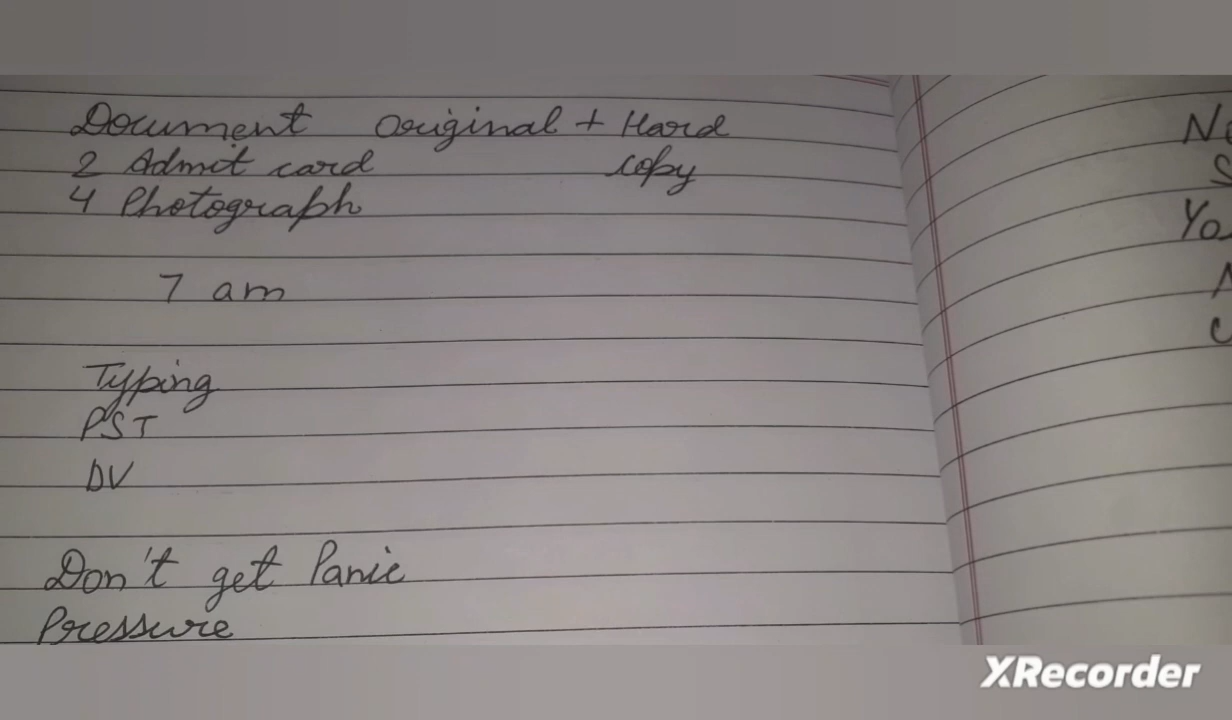 Document Original + Hard
2 Admit card copy
4 Photograph
7 am
Typing
PST
DV
Don't get Panic
Pressure
XRecorder